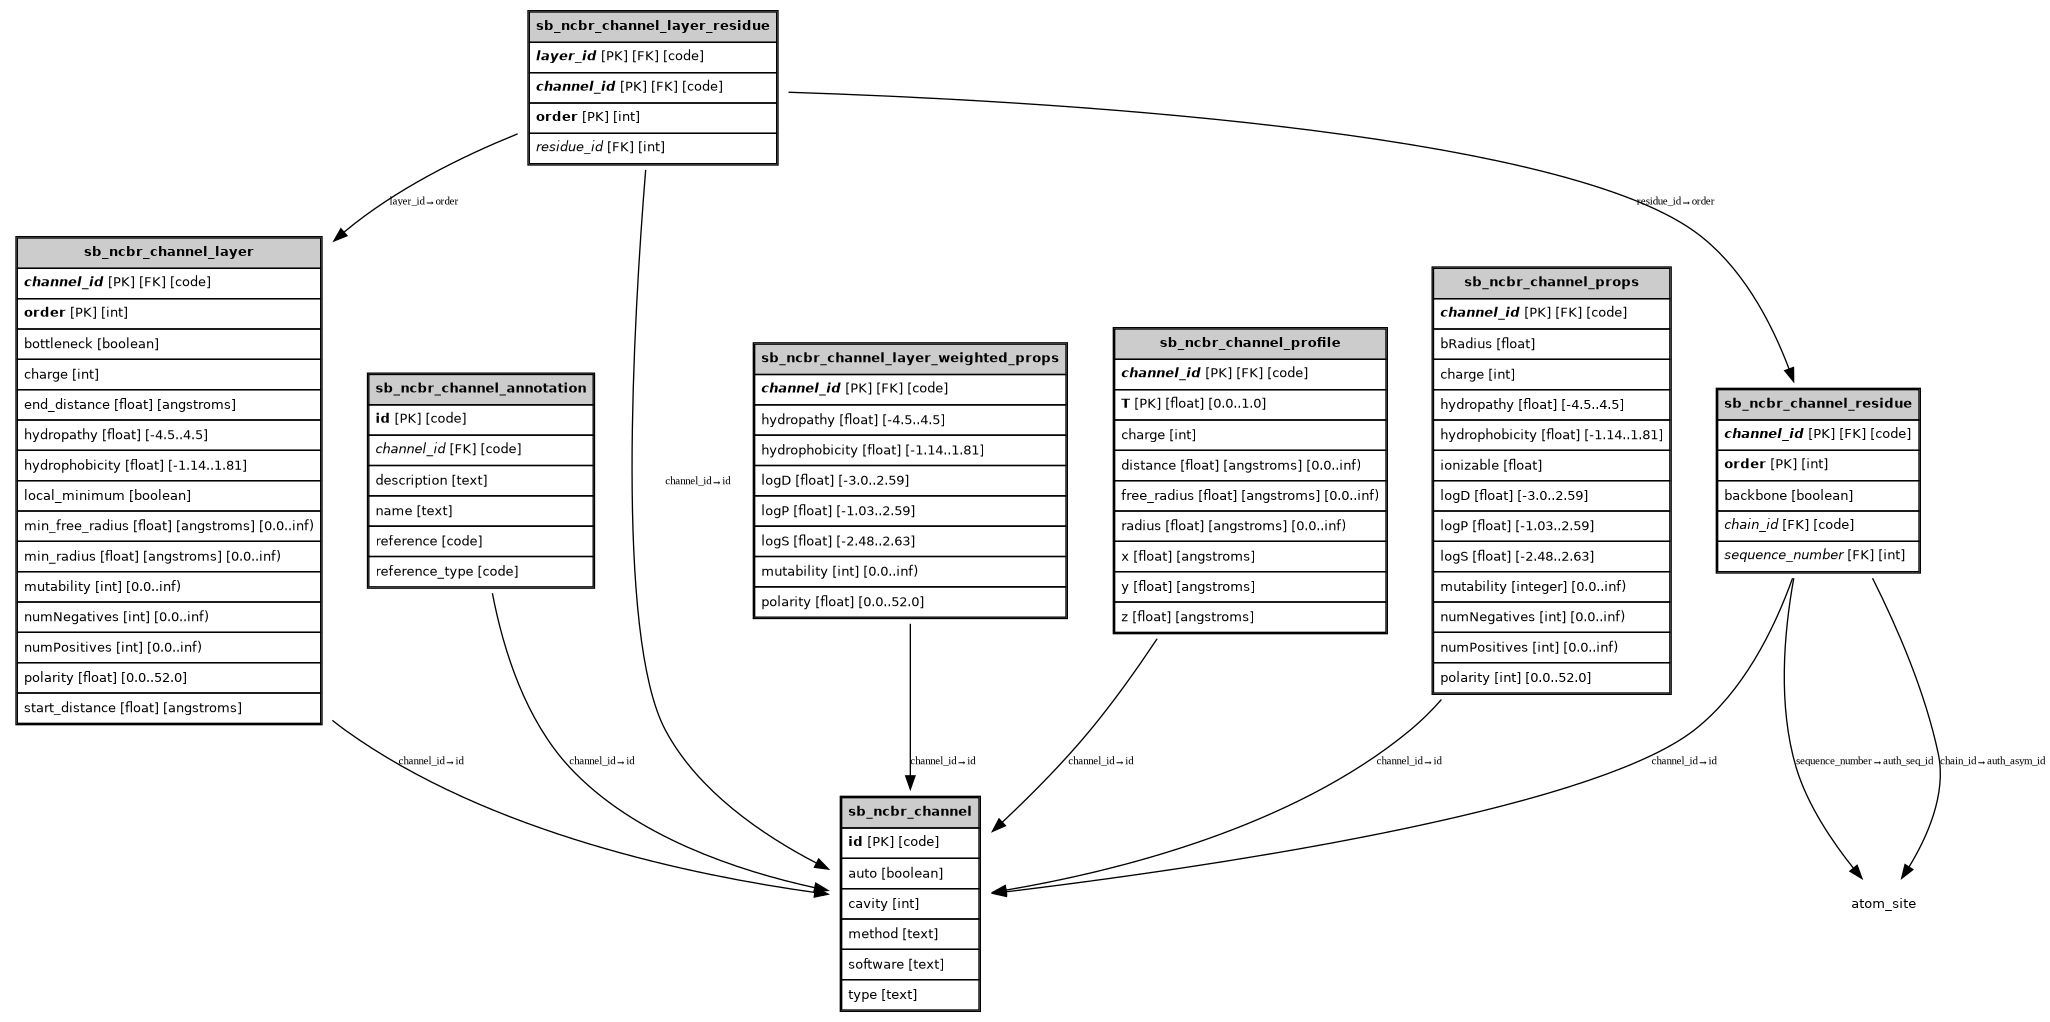 sb_ncbr_channel_layer_residue
layer_id [PK] [FK] [code]
channel_id [PK] [FK] [code]
order [PK] [int]
residue_id [FK] [int]
layer_id→order
residue_id→order
sb_ncbr_channel_layer
channel_id [PK] [FK] [code]
order [PK] [int]
bottleneck [boolean]
charge [int]
end_distance [float] [angstroms]
hydropathy [float] [-4.5..4.5]
hydrophobicity [float] [-1.14..1.81]
local_minimum [boolean]
min_free_radius [float] [angstroms] [0.0..inf)
min_radius [float] [angstroms] [0.0..inf)
mutability [int] [0.0..inf)
numNegatives [int] [0.0..inf)
numPositives [int] [0.0..inf)
polarity [float] [0.0..52.0]
start_distance [float] [angstroms]
sb_ncbr_channel_annotation
id [PK] [code]
channel_id [FK] [code]
description [text]
name [text]
reference [code]
reference_type [code]
channel_id→id
sb_ncbr_channel_layer_weighted_props
channel_id [PK] [FK] [code]
hydropathy [float] [-4.5..4.5]
hydrophobicity [float] [-1.14..1.81]
logD [float] [-3.0..2.59]
logP [float] [-1.03..2.59]
logS [float] [-2.48..2.63]
mutability [int] [0.0..inf)
polarity [float] [0.0..52.0]
sb_ncbr_channel_profile
channel_id [PK] [FK] [code]
T [PK] [float] [0.0..1.0]
charge [int]
distance [float] [angstroms] [0.0..inf)
free_radius [float] [angstroms] [0.0..inf)
radius [float] [angstroms] [0.0..inf)
x [float] [angstroms]
y [float] [angstroms]
z [float] [angstroms]
sb_ncbr_channel_props
channel_id [PK] [FK] [code]
bRadius [float]
charge [int]
hydropathy [float] [-4.5..4.5]
hydrophobicity [float] [-1.14..1.81]
ionizable [float]
logD [float] [-3.0..2.59]
logP [float] [-1.03..2.59]
logS [float] [-2.48..2.63]
mutability [integer] [0.0..inf)
numNegatives [int] [0.0..inf)
numPositives [int] [0.0..inf)
polarity [int] [0.0..52.0]
sb_ncbr_channel_residue
channel_id [PK] [FK] [code]
order [PK] [int]
backbone [boolean]
chain_id [FK] [code]
sequence_number [FK] [int]
channel_id→id
channel_id→id
channel_id→id
channel_id→id
channel_id→id
channel_id→id
sequence_number→auth_seq_id
chain_id→auth_asym_id
sb_ncbr_channel
id [PK] [code]
auto [boolean]
cavity [int]
method [text]
software [text]
type [text]
atom_site